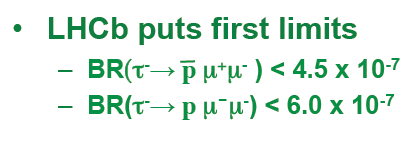 • LHCb puts first limits
– BR(τ⁻→ p̅ μ⁺μ⁻ ) < 4.5 x 10⁻⁷
– BR(τ⁻→ p μ⁻μ⁻) < 6.0 x 10⁻⁷